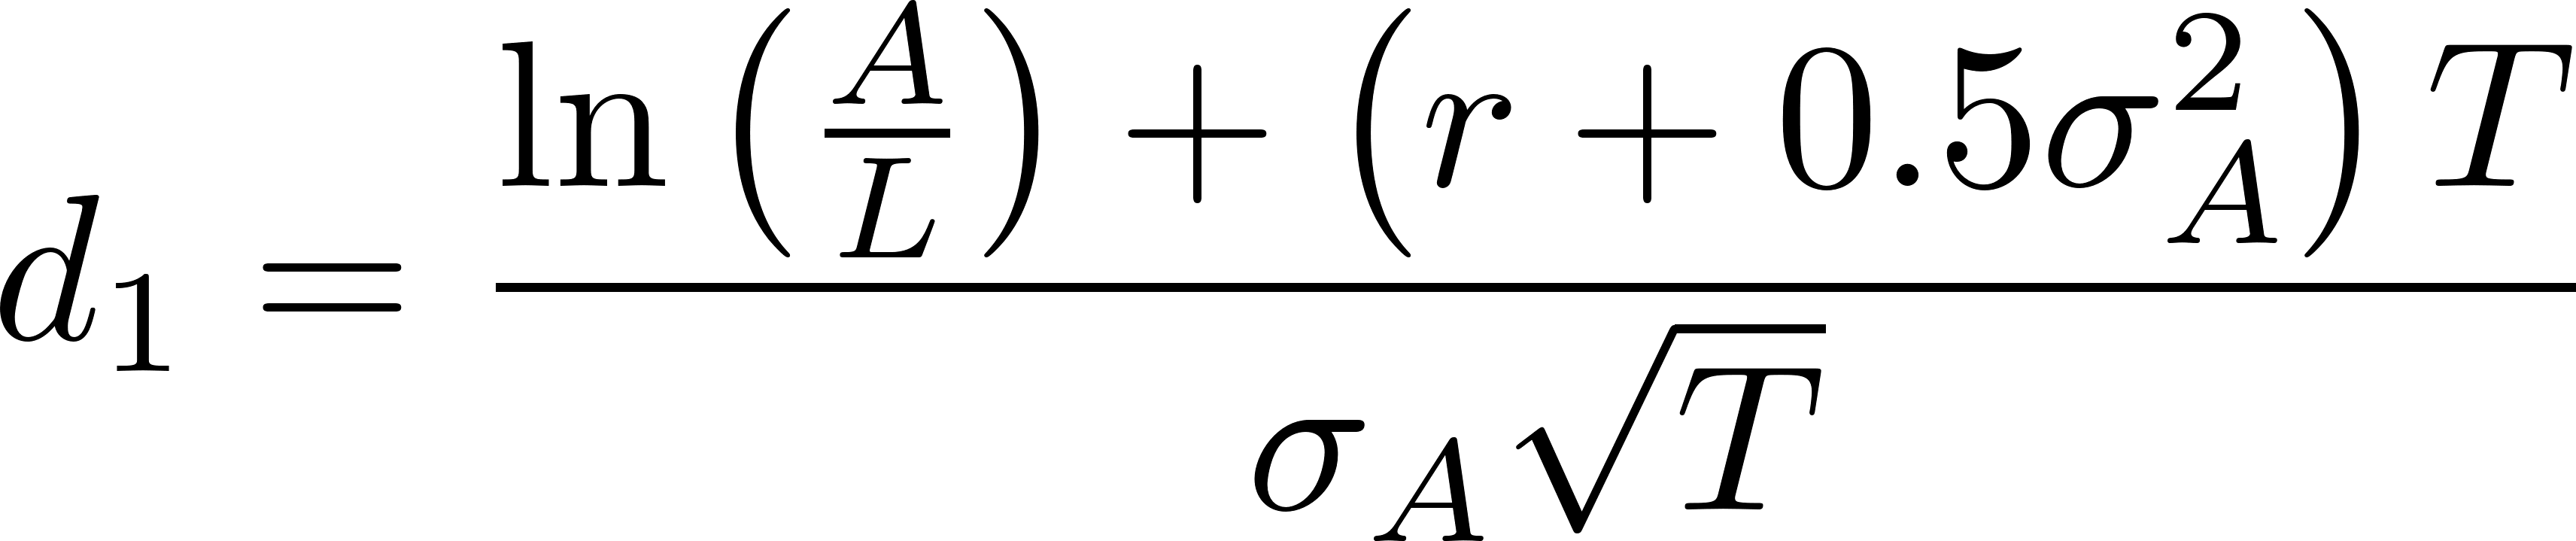 d_1 = \frac{\ln\left(\frac{A}{L}\right) + \left(r + 0.5\sigma_A^2\right)T}{\sigma_A\sqrt{T}}